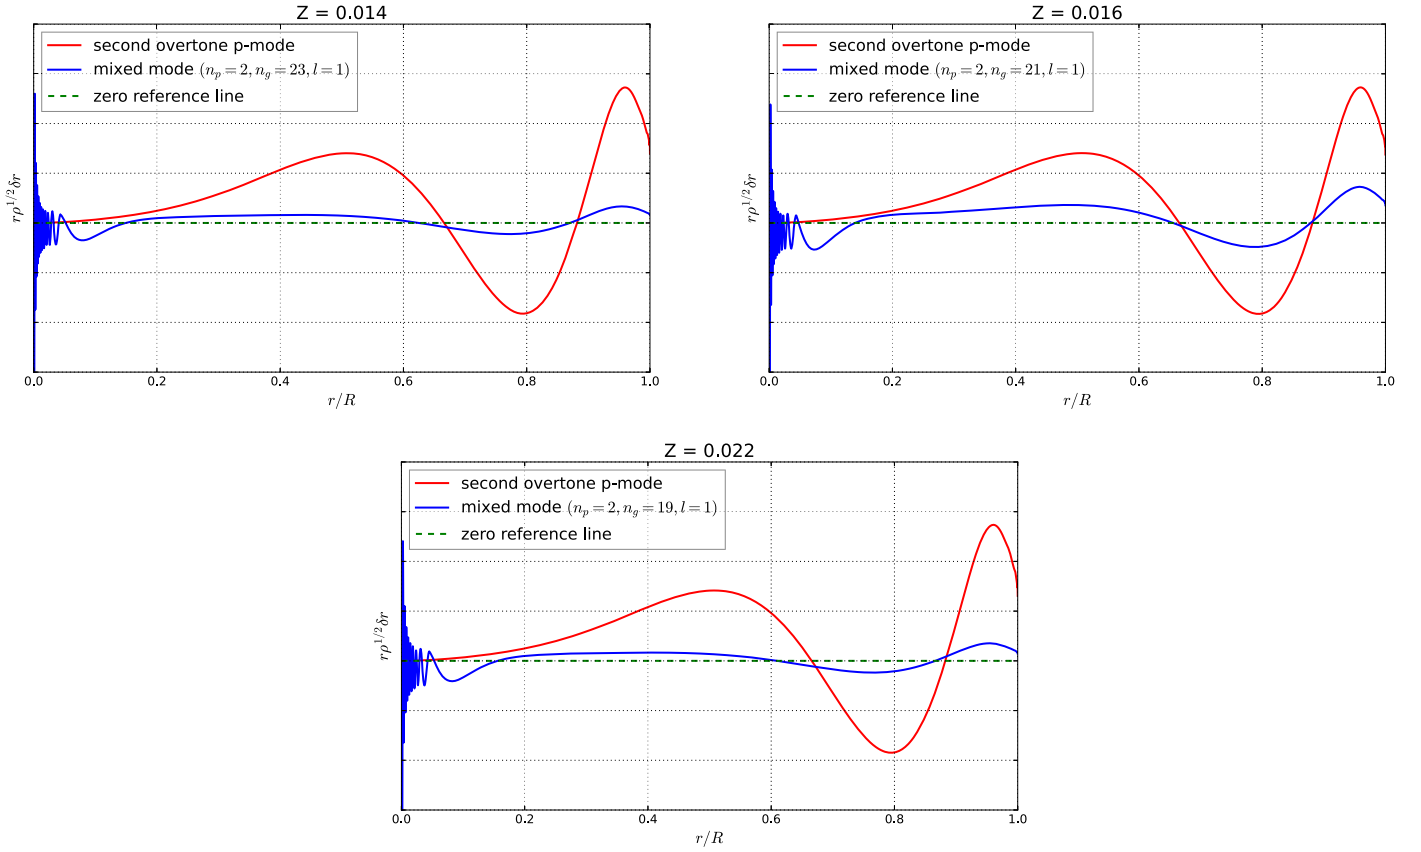 Z = 0.014
second overtone p-mode
mixed mode (n_p = 2, n_g = 23, l = 1)
zero reference line
rρ^{1/2}δr
0.0 0.2 0.4 0.6 0.8 1.0
r/R
Z = 0.016
second overtone p-mode
mixed mode (n_p = 2, n_g = 21, l = 1)
zero reference line
rρ^{1/2}δr
0.0 0.2 0.4 0.6 0.8 1.0
r/R
Z = 0.022
second overtone p-mode
mixed mode (n_p = 2, n_g = 19, l = 1)
zero reference line
rρ^{1/2}δr
0.0 0.2 0.4 0.6 0.8 1.0
r/R